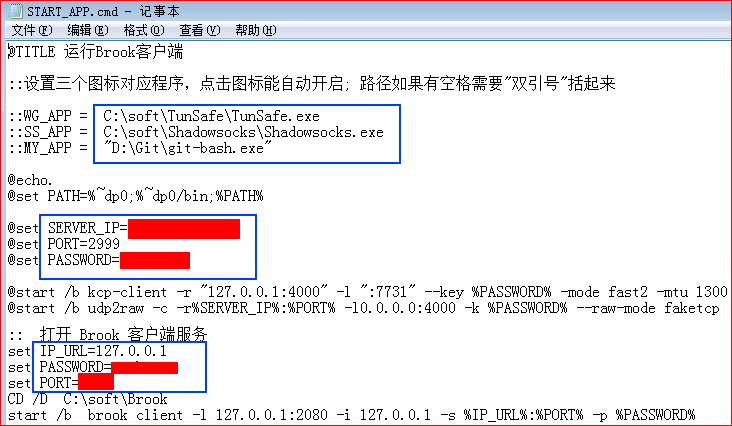 START_APP.cmd - 记事本
文件(F) 编辑(E) 格式(O) 查看(V) 帮助(H)
@TITLE 运行Brook客户端
::设置三个图标对应程序，点击图标能自动开启; 路径如果有空格需要"双引号"括起来
::WG_APP = C:\soft\TunSafe\TunSafe.exe
::SS_APP = C:\soft\Shadowsocks\Shadowsocks.exe
::MY_APP = "D:\Git\git-bash.exe"
@echo.
@set PATH=%~dp0;%~dp0/bin;%PATH%
@set SERVER_IP=
@set PORT=2999
@set PASSWORD=
@start /b kcp-client -r "127.0.0.1:4000" -l ":7731" --key %PASSWORD% -mode fast2 -mtu 1300
@start /b udp2raw -c -r%SERVER_IP%:%PORT% -l0.0.0.0:4000 -k %PASSWORD% --raw-mode faketcp
:: 打开 Brook 客户端服务
set IP_URL=127.0.0.1
set PASSWORD=
set PORT=
CD /D C:\soft\Brook
start /b brook client -l 127.0.0.1:2080 -i 127.0.0.1 -s %IP_URL%:%PORT% -p %PASSWORD%